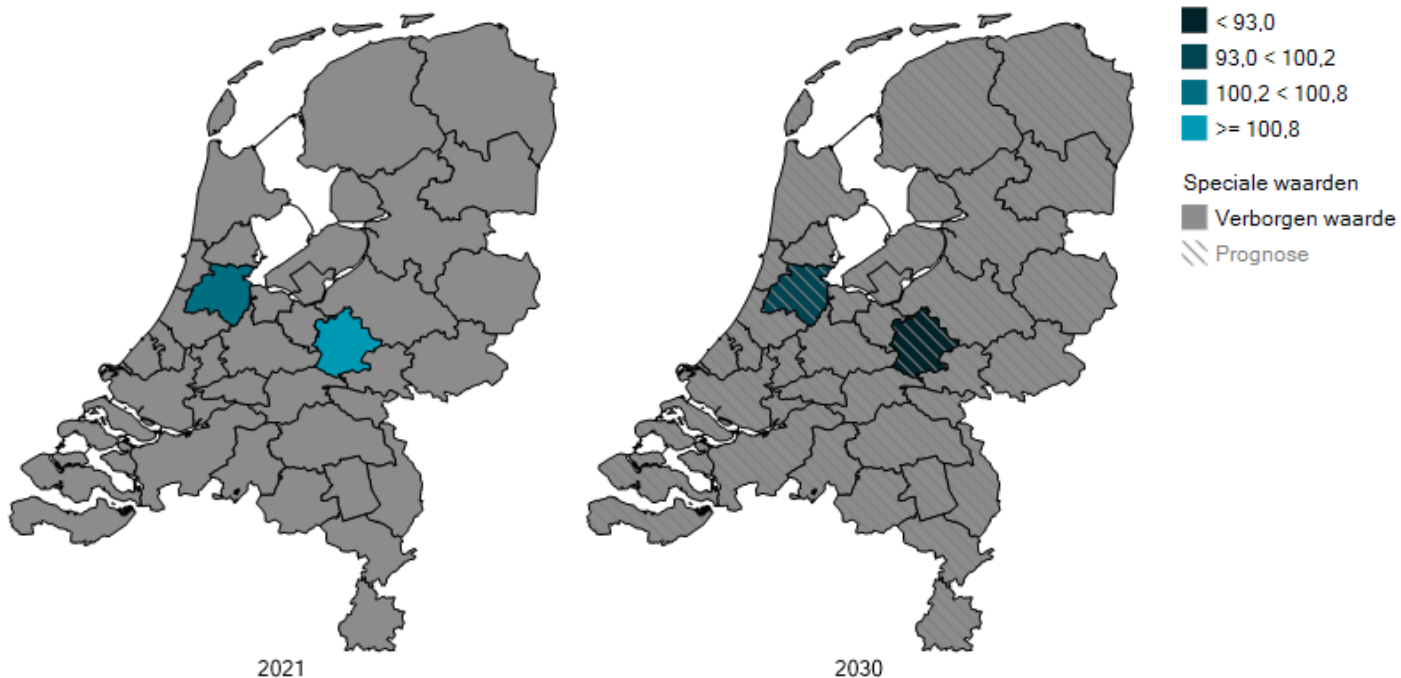 < 93,0
93,0 < 100,2
100,2 < 100,8
>= 100,8
Speciale waarden
Verborgen waarde
Prognose
2021
2030